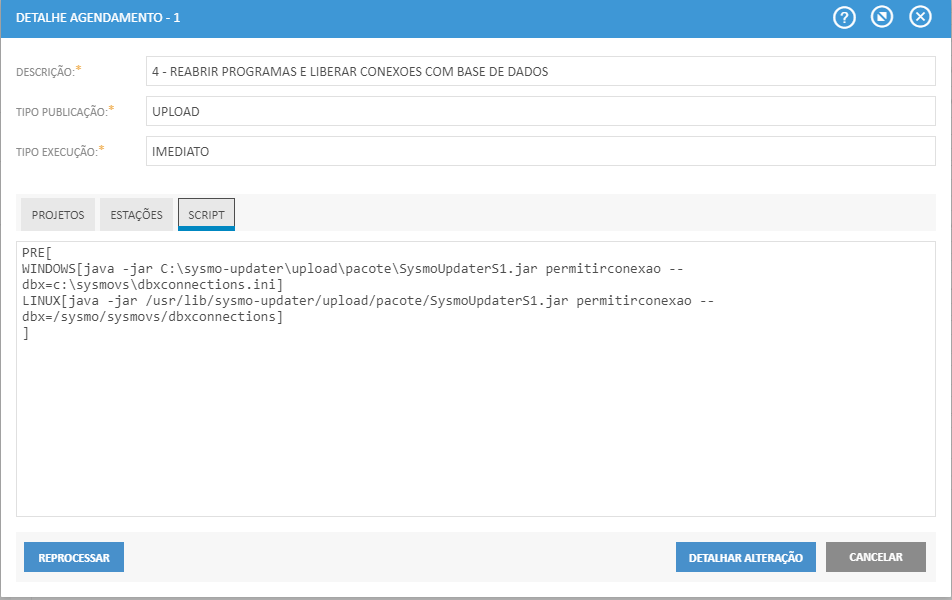 DETALHE AGENDAMENTO - 1
?
DESCRIÇÃO:* 4 - REABRIR PROGRAMAS E LIBERAR CONEXOES COM BASE DE DADOS
TIPO PUBLICAÇÃO:* UPLOAD
TIPO EXECUÇÃO:* IMEDIATO
PROJETOS ESTAÇÕES SCRIPT
PRE[
WINDOWS[java -jar C:\sysmo-updater\upload\pacote\SysmoUpdaterS1.jar permitirconexao --
dbx=c:\sysmovs\dbxconnections.ini]
LINUX[java -jar /usr/lib/sysmo-updater/upload/pacote/SysmoUpdaterS1.jar permitirconexao --
dbx=/sysmo/sysmovs/dbxconnections]
]
REPROCESSAR DETALHAR ALTERAÇÃO CANCELAR